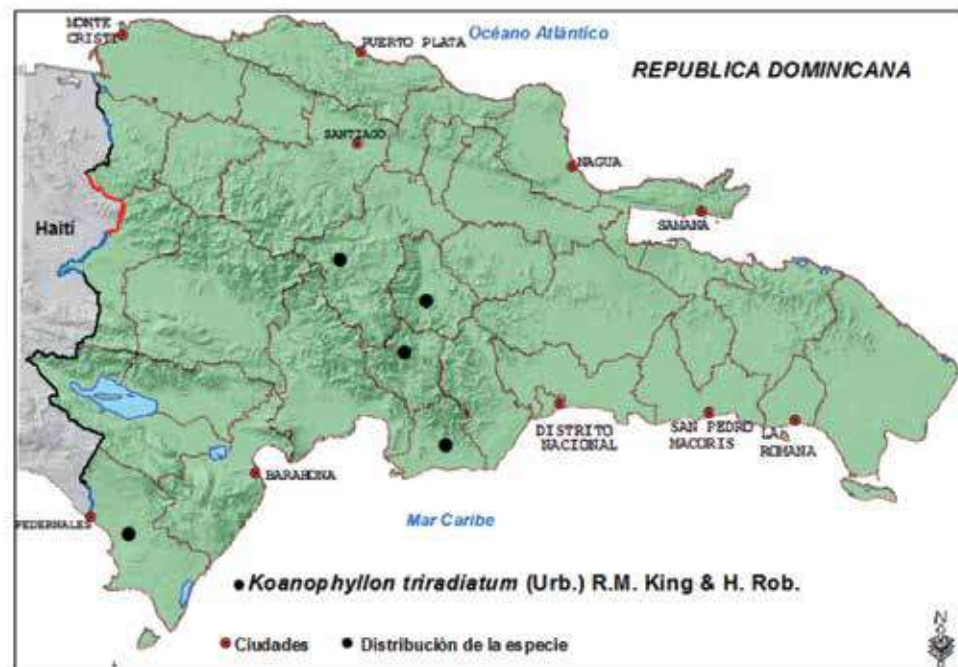 MONTE
CRISTI
PUERTO PLATA
Océano Atlántico
REPUBLICA DOMINICANA
SANTIAGO
NAGUA
SAMANA
Haití
DISTRITO
NACIONAL
SAN PEDRO
MACORIS
LA
ROMANA
BARAHONA
PEDERNALES
Mar Caribe
Koanophyllon triradiatum (Urb.) R.M. King & H. Rob.
Ciudades
Distribución de la especie
N